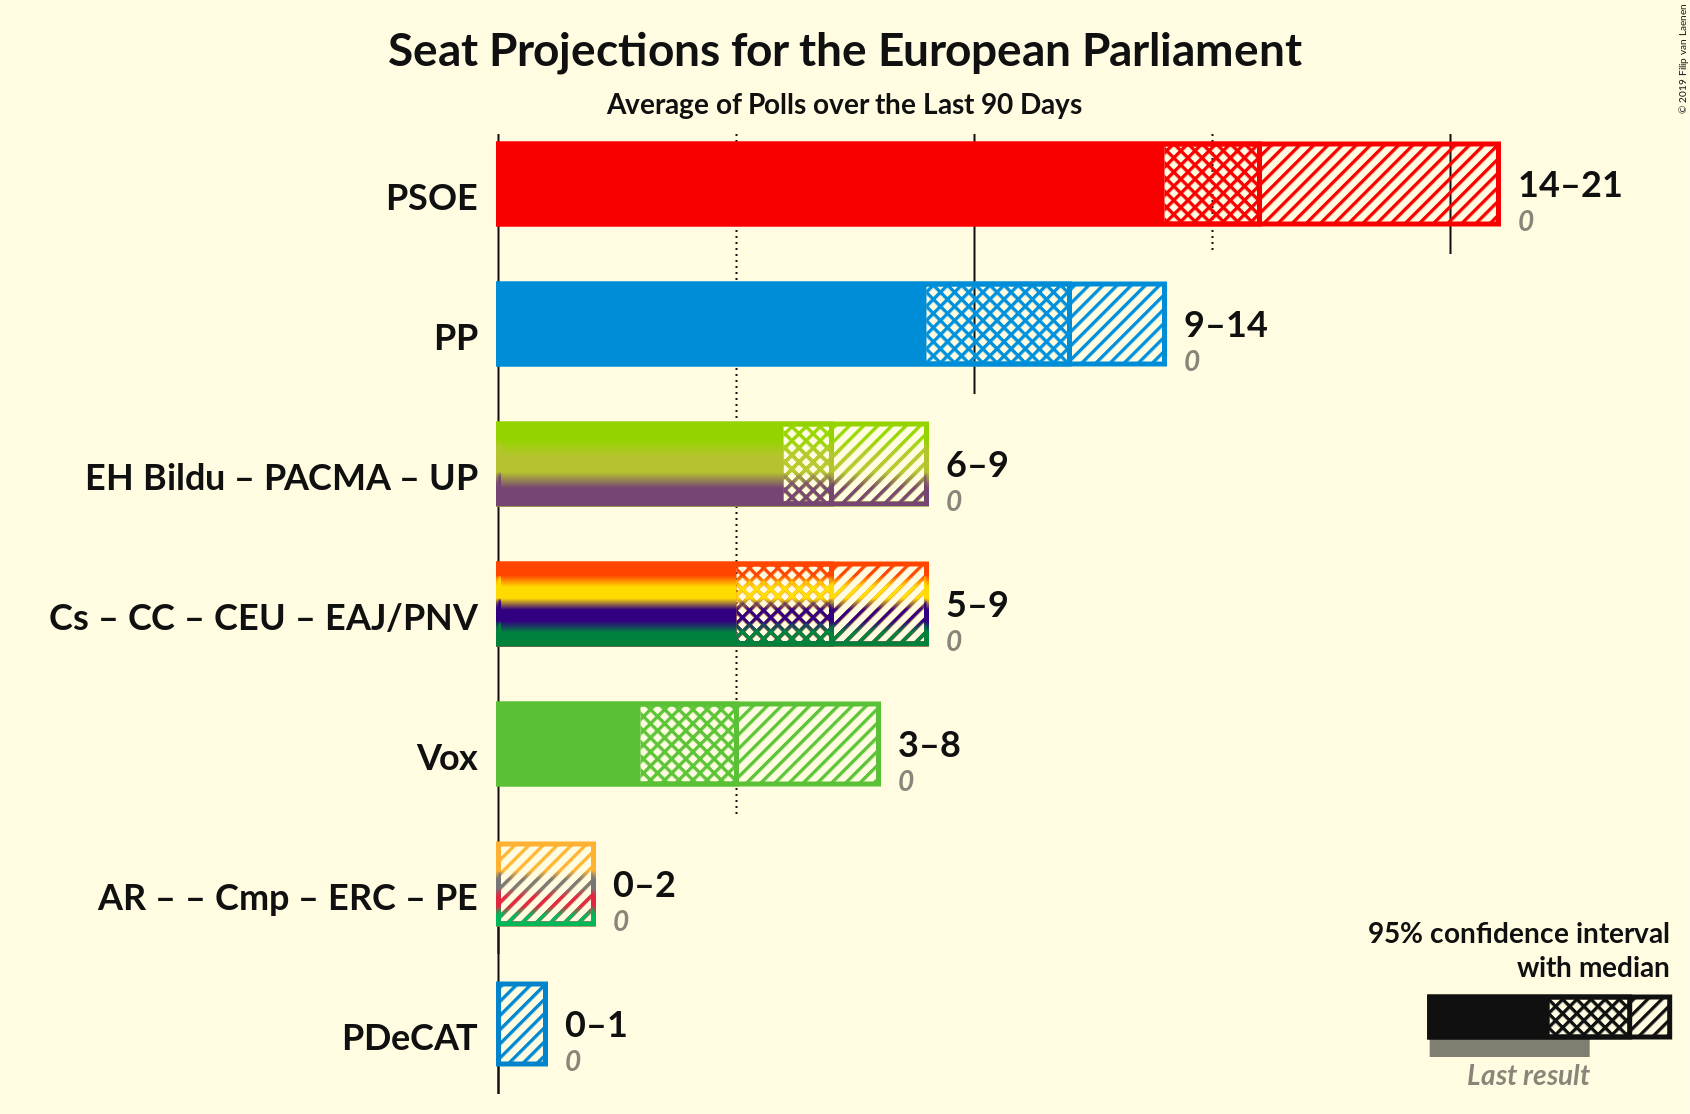 Seat Projections for the European Parliament
Average of Polls over the Last 90 Days
© 2019 Filip van Laenen
PSOE
14–21
0
PP
9–14
0
EH Bildu – PACMA – UP
6–9
0
Cs – CC – CEU – EAJ/PNV
5–9
0
Vox
3–8
0
AR – – Cmp – ERC – PE
0–2
0
PDeCAT
0–1
0
95% confidence interval
with median
Last result